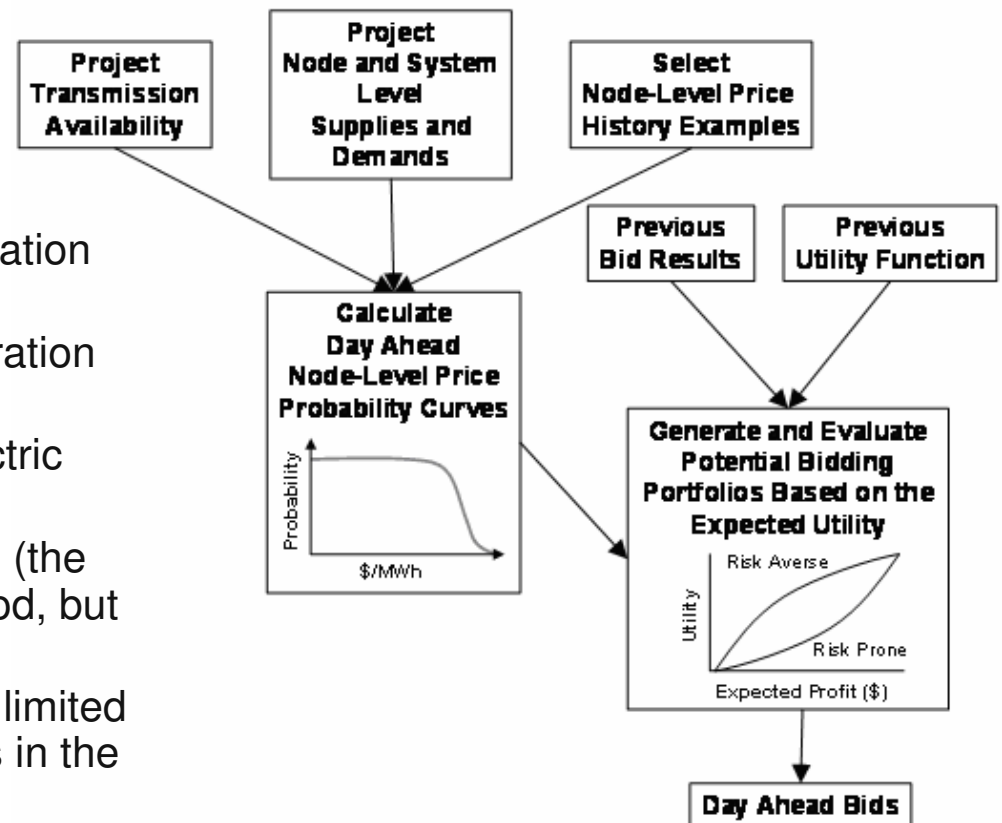 Project
Transmission
Availability
Project
Node and System
Level
Supplies and
Demands
Select
Node-Level Price
History Examples
Previous
Bid Results
Previous
Utility Function
ation
ration
ctric
(the
od, but
limited
s in the
Calculate
Day Ahead
Node-Level Price
Probability Curves
Probability
$/MWh
Generate and Evaluate
Potential Bidding
Portfolios Based on the
Expected Utility
Risk Averse
Utility
Risk Prone
Expected Profit ($)
Day Ahead Bids